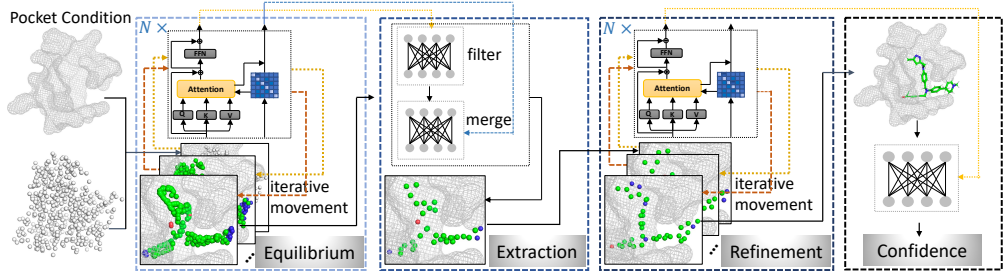 Pocket Condition
N ×
FFN
Attention
Q K V
iterative
movement
Equilibrium
filter
merge
Extraction
N ×
FFN
Attention
Q K V
iterative
movement
Refinement
Confidence